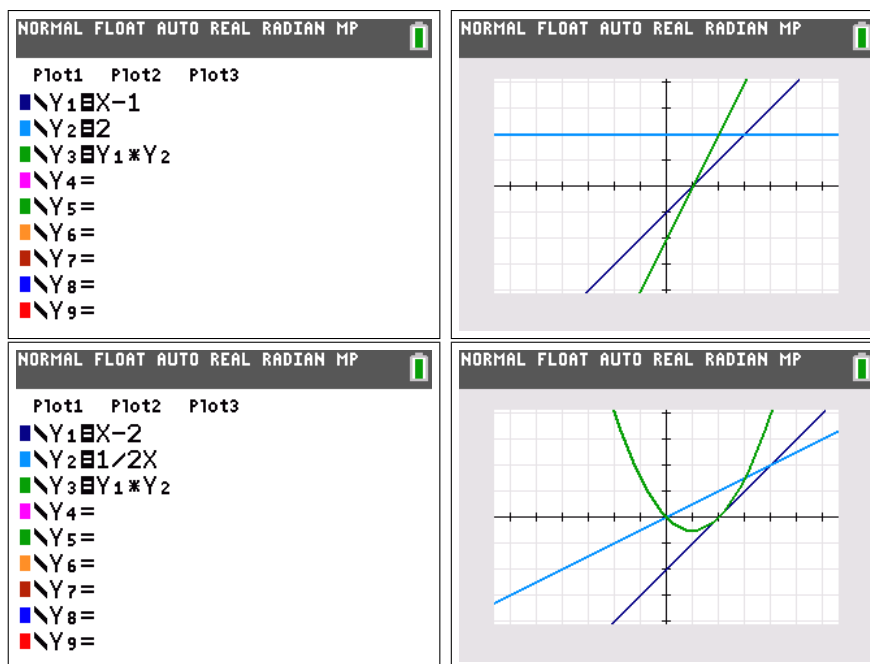 NORMAL FLOAT AUTO REAL RADIAN MP
Plot1 Plot2 Plot3
\Y1=X-1
\Y2=2
\Y3=Y1*Y2
\Y4=
\Y5=
\Y6=
\Y7=
\Y8=
\Y9=
NORMAL FLOAT AUTO REAL RADIAN MP
NORMAL FLOAT AUTO REAL RADIAN MP
Plot1 Plot2 Plot3
\Y1=X-2
\Y2=1/2X
\Y3=Y1*Y2
\Y4=
\Y5=
\Y6=
\Y7=
\Y8=
\Y9=
NORMAL FLOAT AUTO REAL RADIAN MP